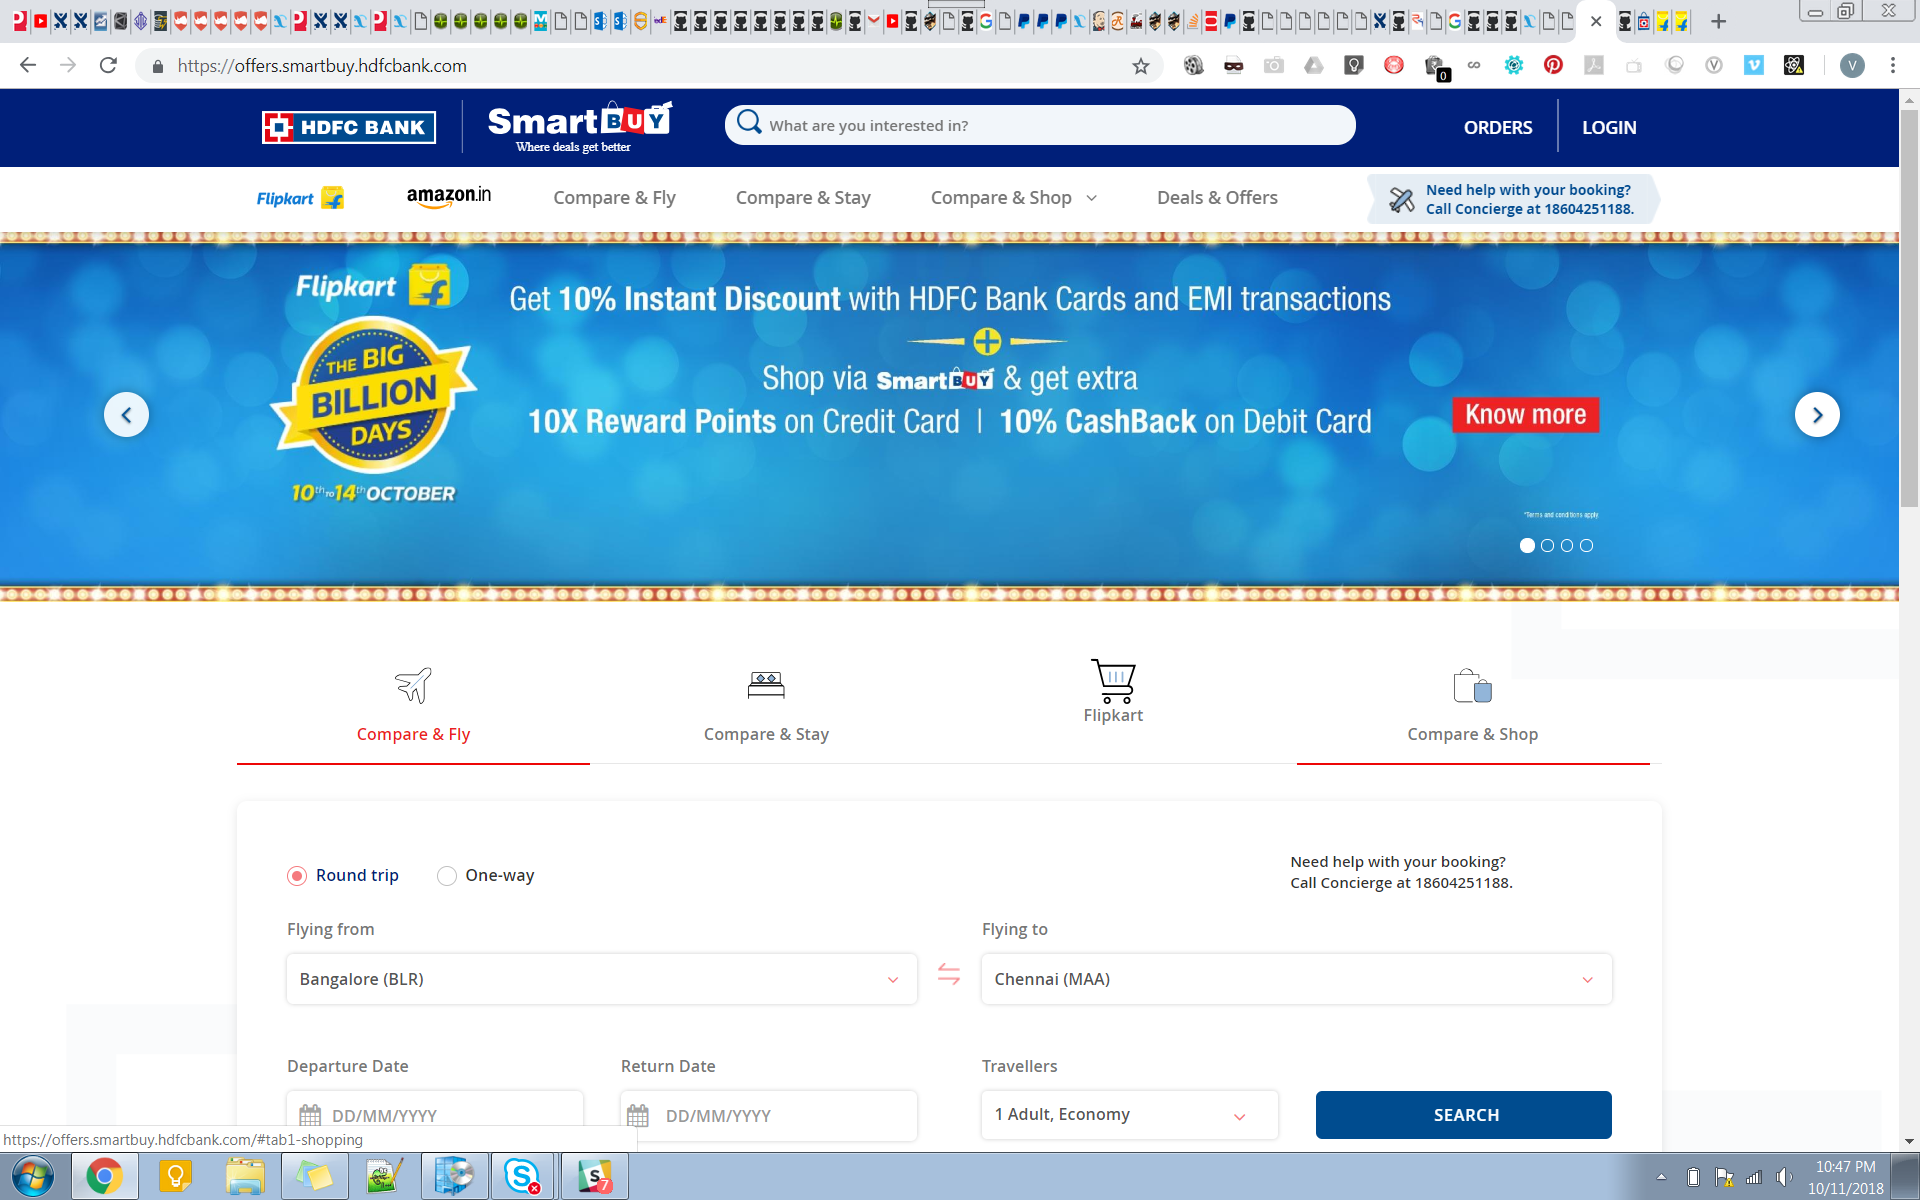 https://offers.smartbuy.hdfcbank.com
0
V
HDFC BANK
SmartBUY
Where deals get better
What are you interested in?
ORDERS
LOGIN
Flipkart
amazon.in
Compare & Fly
Compare & Stay
Compare & Shop
Deals & Offers
Need help with your booking?
Call Concierge at 18604251188.
Flipkart
THE BIG
BILLION
DAYS
10th TO 14th OCTOBER
Get 10% Instant Discount with HDFC Bank Cards and EMI transactions
Shop via SmartBUY & get extra
10X Reward Points on Credit Card | 10% CashBack on Debit Card
Know more
*Terms and conditions apply
Compare & Fly
Compare & Stay
Flipkart
Compare & Shop
Round trip
One-way
Need help with your booking?
Call Concierge at 18604251188.
Flying from
Flying to
Bangalore (BLR)
Chennai (MAA)
Departure Date
Return Date
Travellers
DD/MM/YYYY
DD/MM/YYYY
1 Adult, Economy
SEARCH
https://offers.smartbuy.hdfcbank.com/#tab1-shopping
10:47 PM
10/11/2018